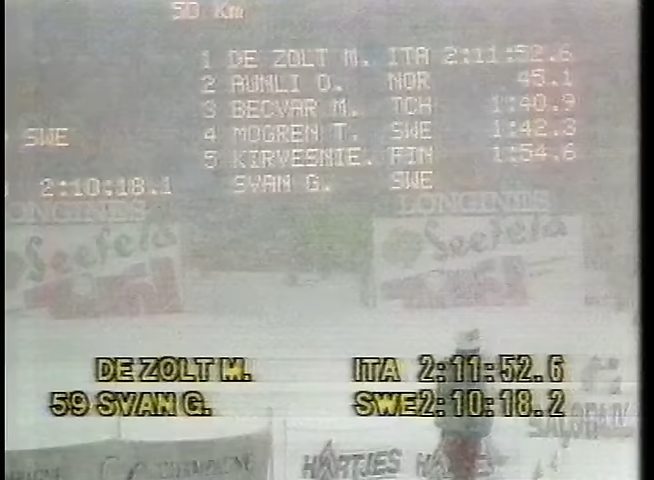 50 Km
1 DE ZOLT M. ITA 2:11:52.6
2 AUNLI O. NOR 45.1
3 BECVAR M. TCH 1:40.9
SWE
4 MOGREN T. SWE 1:42.3
5 KIRVESNIE. FIN 1:54.6
2:10:18.1
SVAN G. SWE
LONGINES
LONGINES
Seefeld
Seefeld
DE ZOLT M. ITA 2:11:52.6
59 SVAN G. SWE 2:10:18.2
HARTJES